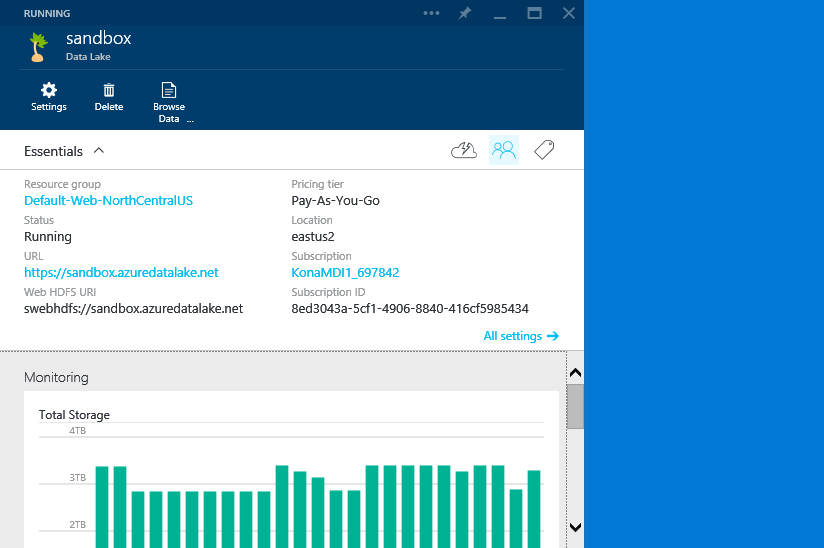 RUNNING
sandbox
Data Lake
Settings
Delete
Browse Data ...
Essentials
Resource group
Default-Web-NorthCentralUS
Pricing tier
Pay-As-You-Go
Status
Running
Location
eastus2
URL
https://sandbox.azuredatalake.net
Subscription
KonaMDI1_697842
Web HDFS URI
swebhdfs://sandbox.azuredatalake.net
Subscription ID
8ed3043a-5cf1-4906-8840-416cf5985434
All settings
Monitoring
Total Storage
4TB
3TB
2TB